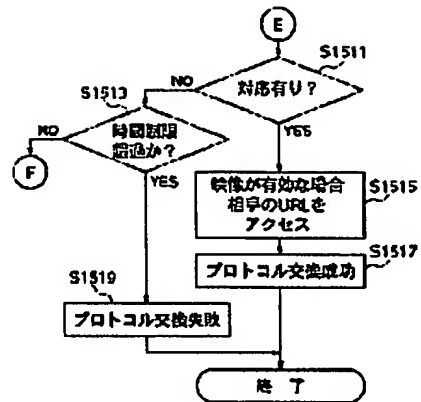 E
S1511
対応有り？
NO
S1513
時間制限
超過か？
NO
F
YES
YES
映像が有効な場合
相手のURLを
アクセス
S1515
プロトコル交換成功
S1517
S1519
プロトコル交換失敗
終了